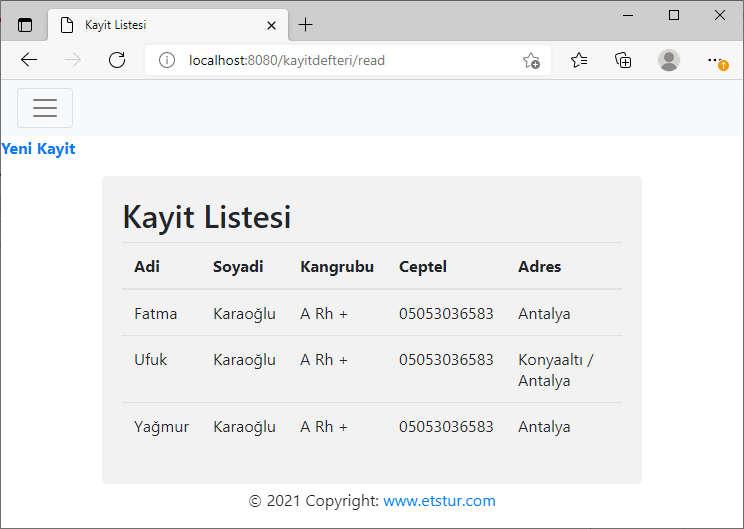 Kayit Listesi
localhost:8080/kayitdefteri/read
Yeni Kayit
Kayit Listesi
Adi Soyadi Kangrubu Ceptel Adres
Fatma Karaoğlu A Rh + 05053036583 Antalya
Ufuk Karaoğlu A Rh + 05053036583 Konyaaltı /
Antalya
Yağmur Karaoğlu A Rh + 05053036583 Antalya
© 2021 Copyright: www.etstur.com